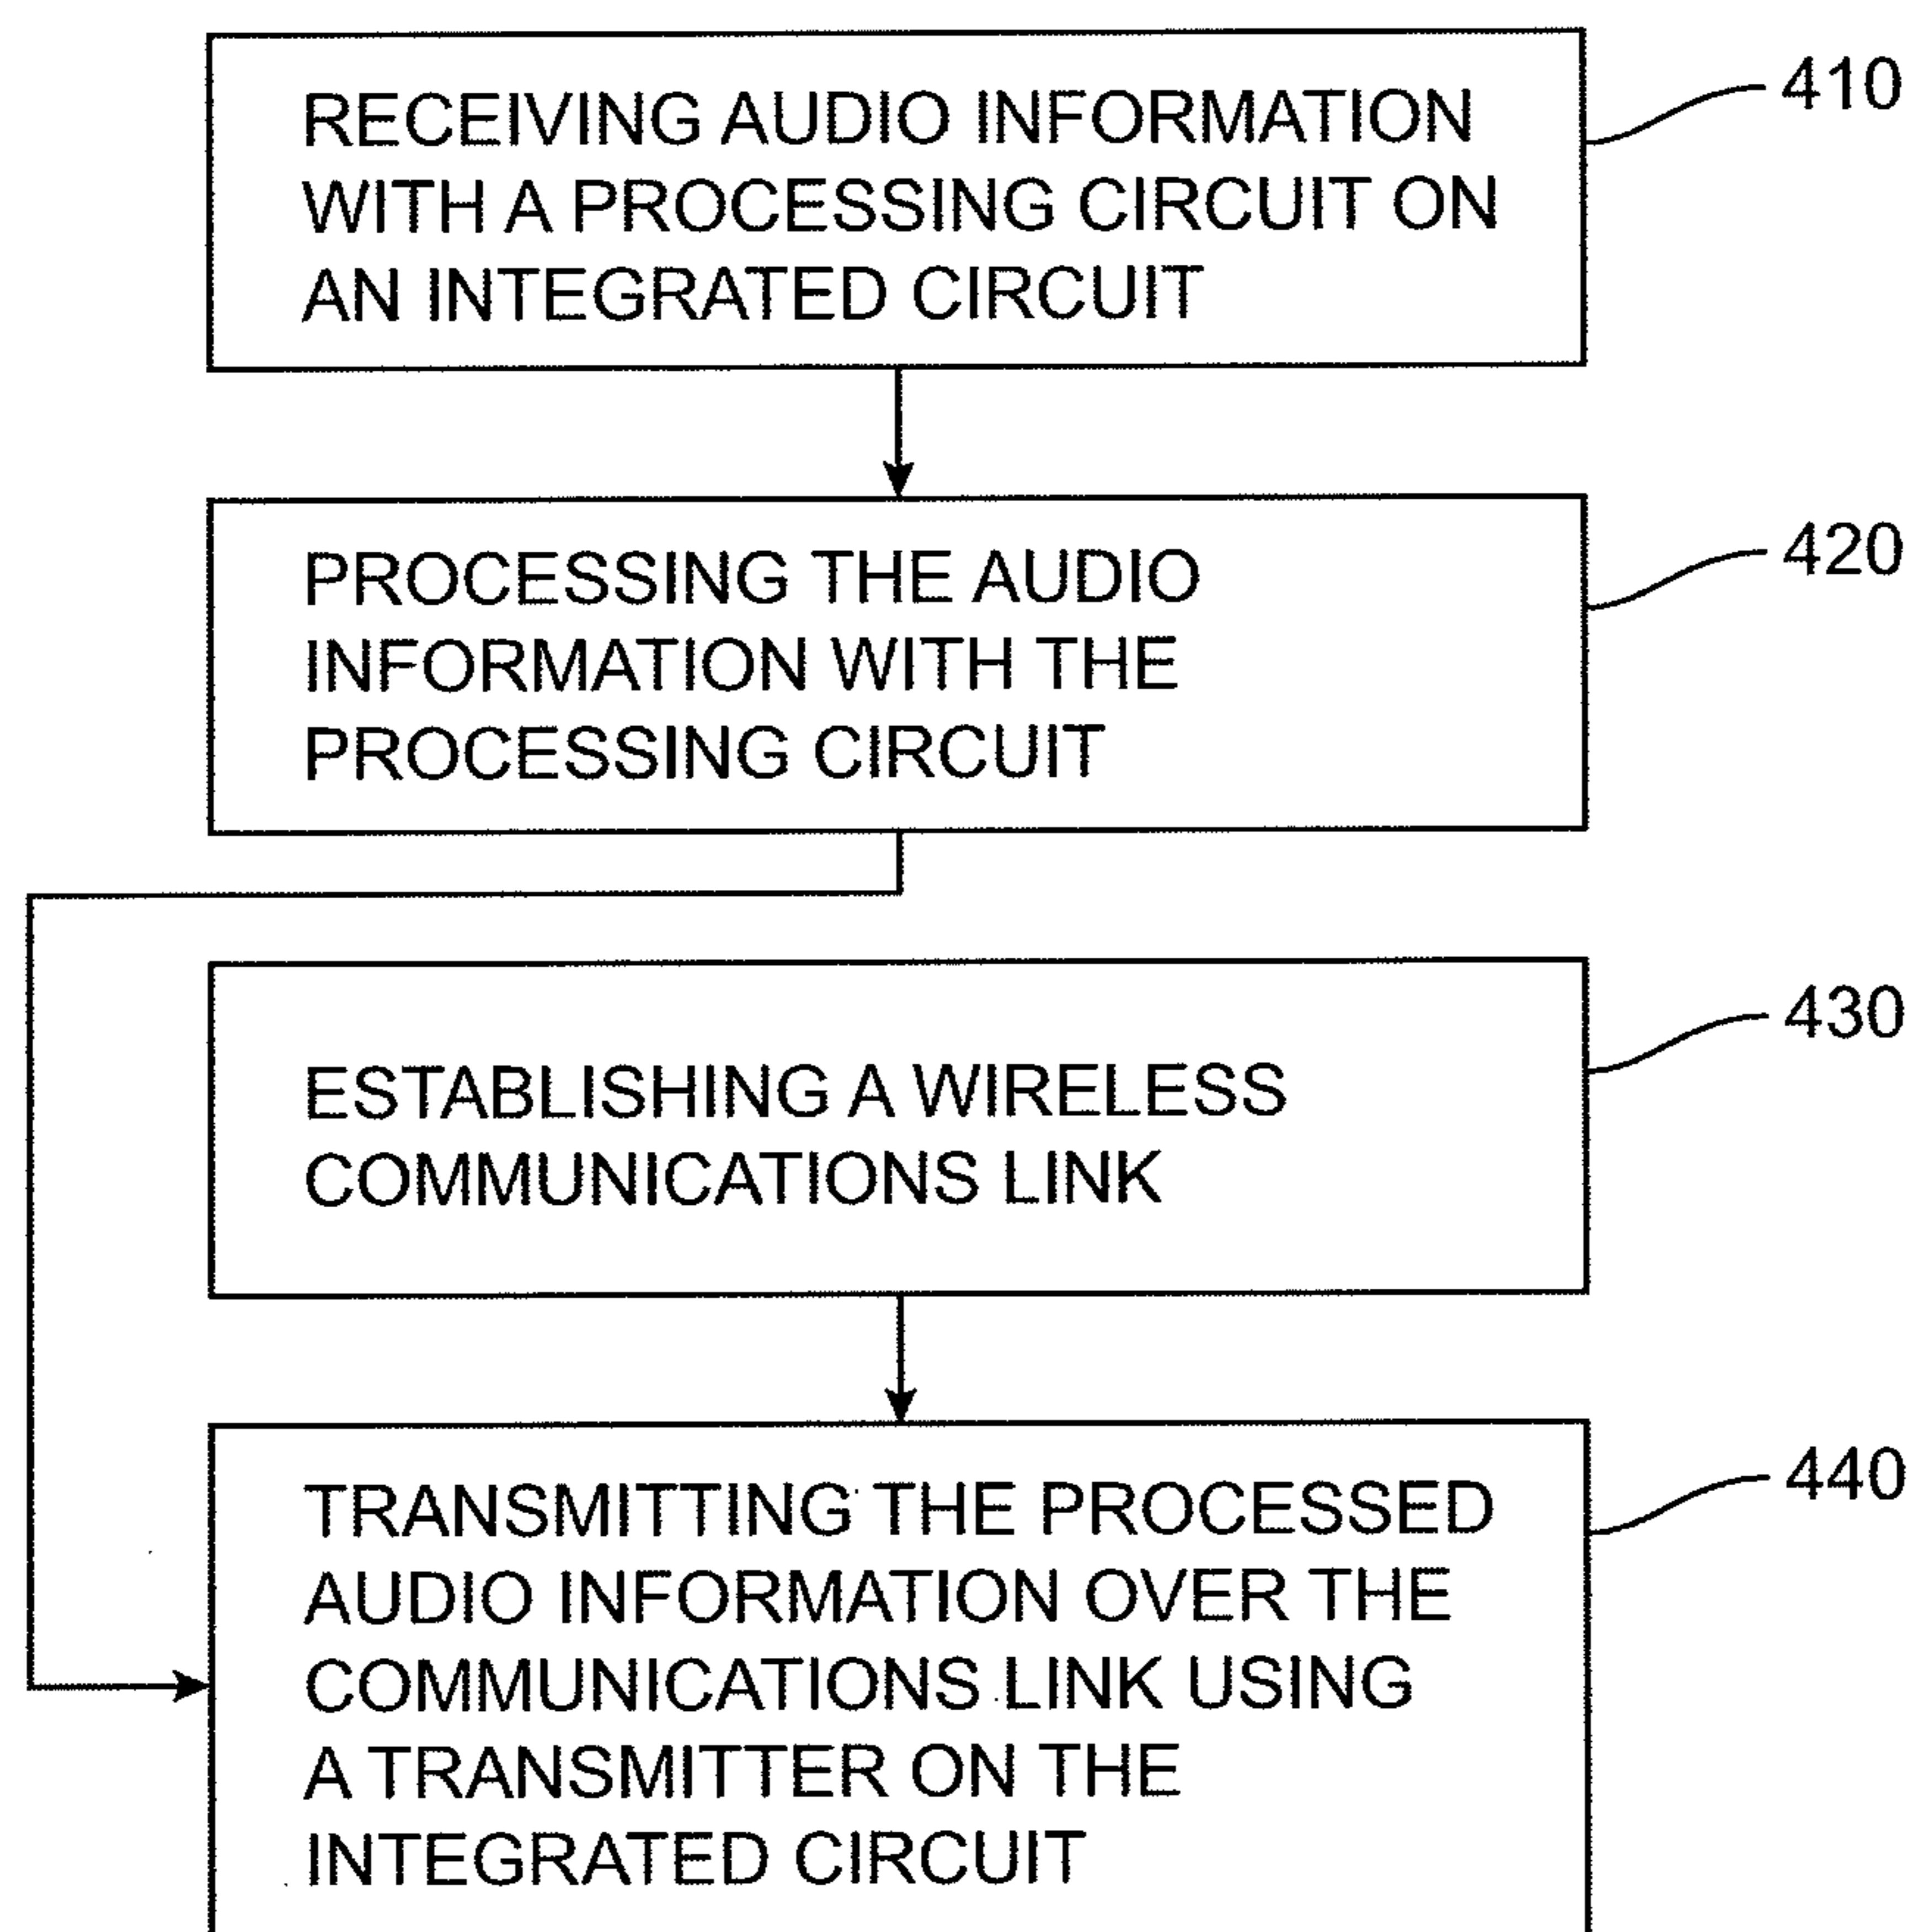 RECEIVING AUDIO INFORMATION
WITH A PROCESSING CIRCUIT ON
AN INTEGRATED CIRCUIT
410
PROCESSING THE AUDIO
INFORMATION WITH THE
PROCESSING CIRCUIT
420
ESTABLISHING A WIRELESS
COMMUNICATIONS LINK
430
TRANSMITTING THE PROCESSED
AUDIO INFORMATION OVER THE
COMMUNICATIONS LINK USING
A TRANSMITTER ON THE
INTEGRATED CIRCUIT
440